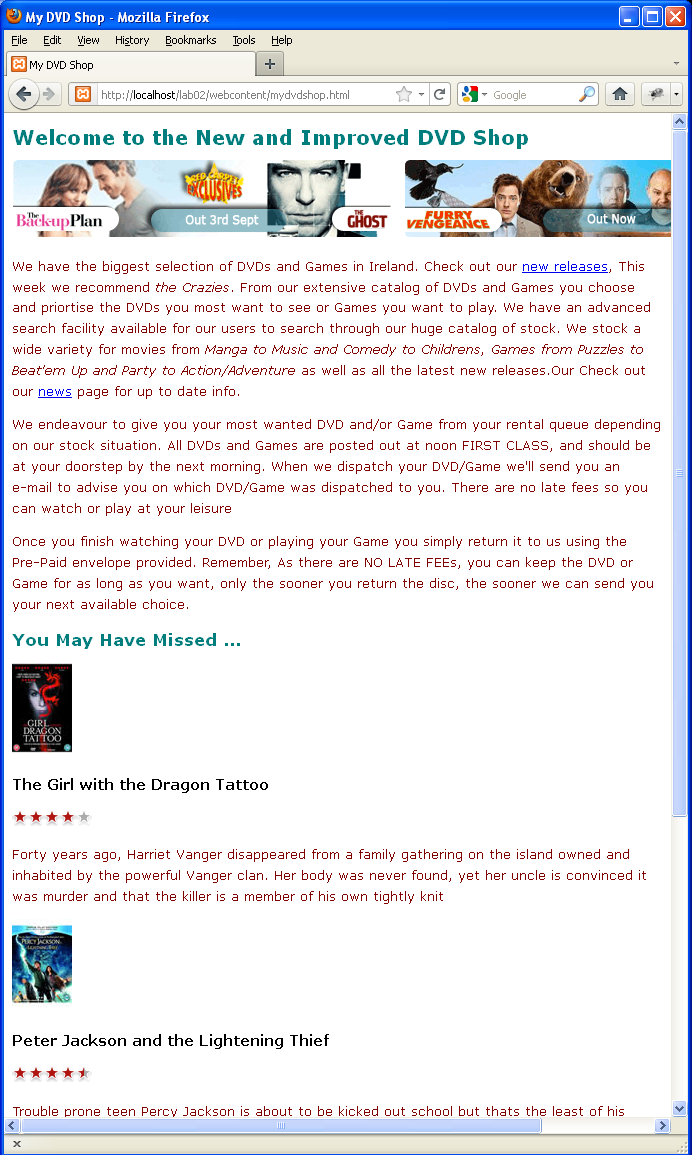 My DVD Shop - Mozilla Firefox
File Edit View History Bookmarks Tools Help
My DVD Shop
http://localhost/lab02/webcontent/mydvdshop.html
Google
Welcome to the New and Improved DVD Shop
RED CARPET
EXCLUSIVES
The
BackupPlan
Out 3rd Sept
THE
GHOST
FURRY
VENGEANCE
Out Now
We have the biggest selection of DVDs and Games in Ireland. Check out our new releases, This
week we recommend the Crazies. From our extensive catalog of DVDs and Games you choose
and priortise the DVDs you most want to see or Games you want to play. We have an advanced
search facility available for our users to search through our huge catalog of stock. We stock a
wide variety for movies from Manga to Music and Comedy to Childrens, Games from Puzzles to
Beat'em Up and Party to Action/Adventure as well as all the latest new releases.Our Check out
our news page for up to date info.
We endeavour to give you your most wanted DVD and/or Game from your rental queue depending
on our stock situation. All DVDs and Games are posted out at noon FIRST CLASS, and should be
at your doorstep by the next morning. When we dispatch your DVD/Game we'll send you an
e-mail to advise you on which DVD/Game was dispatched to you. There are no late fees so you
can watch or play at your leisure
Once you finish watching your DVD or playing your Game you simply return it to us using the
Pre-Paid envelope provided. Remember, As there are NO LATE FEEs, you can keep the DVD or
Game for as long as you want, only the sooner you return the disc, the sooner we can send you
your next available choice.
You May Have Missed ...
GIRL
DRAGON
TATTOO
The Girl with the Dragon Tattoo
Forty years ago, Harriet Vanger disappeared from a family gathering on the island owned and
inhabited by the powerful Vanger clan. Her body was never found, yet her uncle is convinced it
was murder and that the killer is a member of his own tightly knit
PERCY JACKSON
LIGHTNING THIEF
Peter Jackson and the Lightening Thief
Trouble prone teen Percy Jackson is about to be kicked out school but thats the least of his